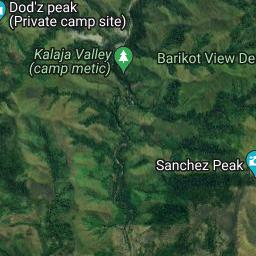 Dod'z peak
(Private camp site)
Kalaja Valley
(camp metic)
Barikot View De
Sanchez Peak